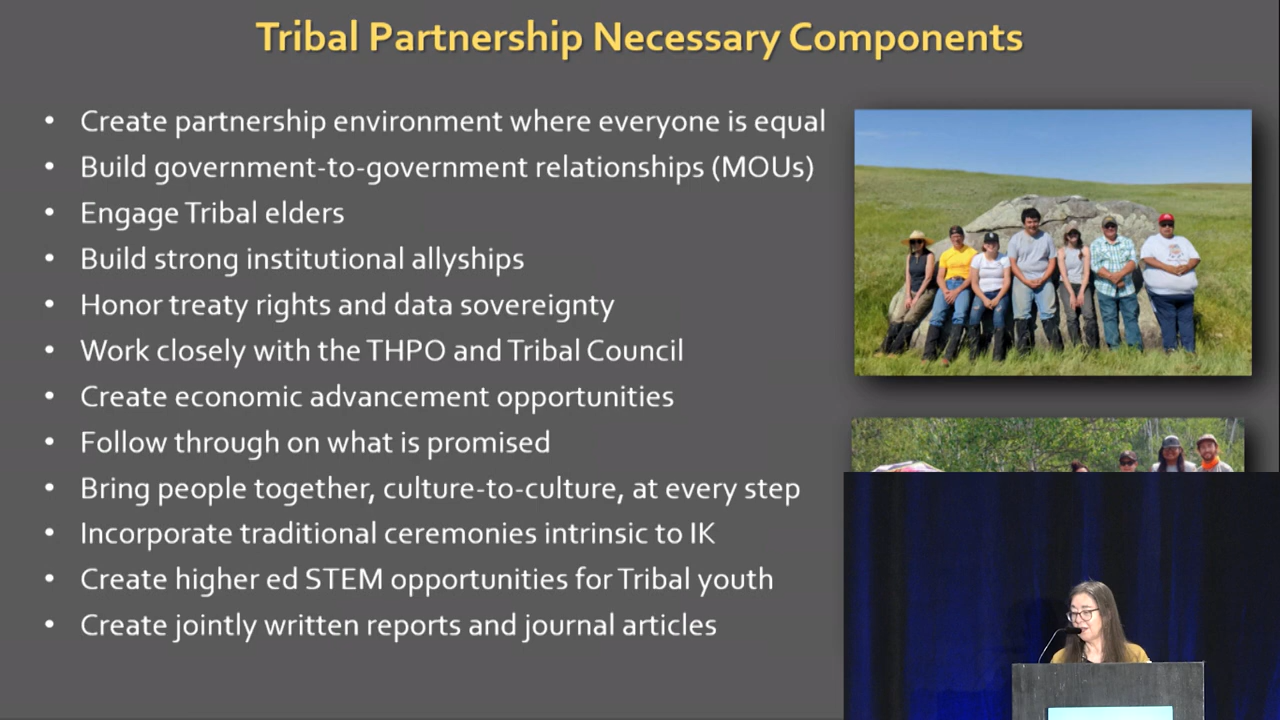 Tribal Partnership Necessary Components
• Create partnership environment where everyone is equal
• Build government-to-government relationships (MOUs)
• Engage Tribal elders
• Build strong institutional allyships
• Honor treaty rights and data sovereignty
• Work closely with the THPO and Tribal Council
• Create economic advancement opportunities
• Follow through on what is promised
• Bring people together, culture-to-culture, at every step
• Incorporate traditional ceremonies intrinsic to IK
• Create higher ed STEM opportunities for Tribal youth
• Create jointly written reports and journal articles